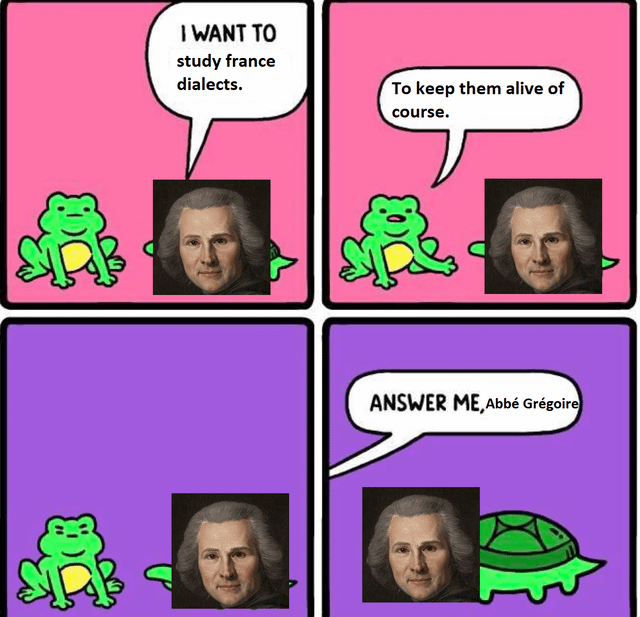 I WANT TO
study france
dialects.
To keep them alive of
course.
ANSWER ME,Abbé Grégoire